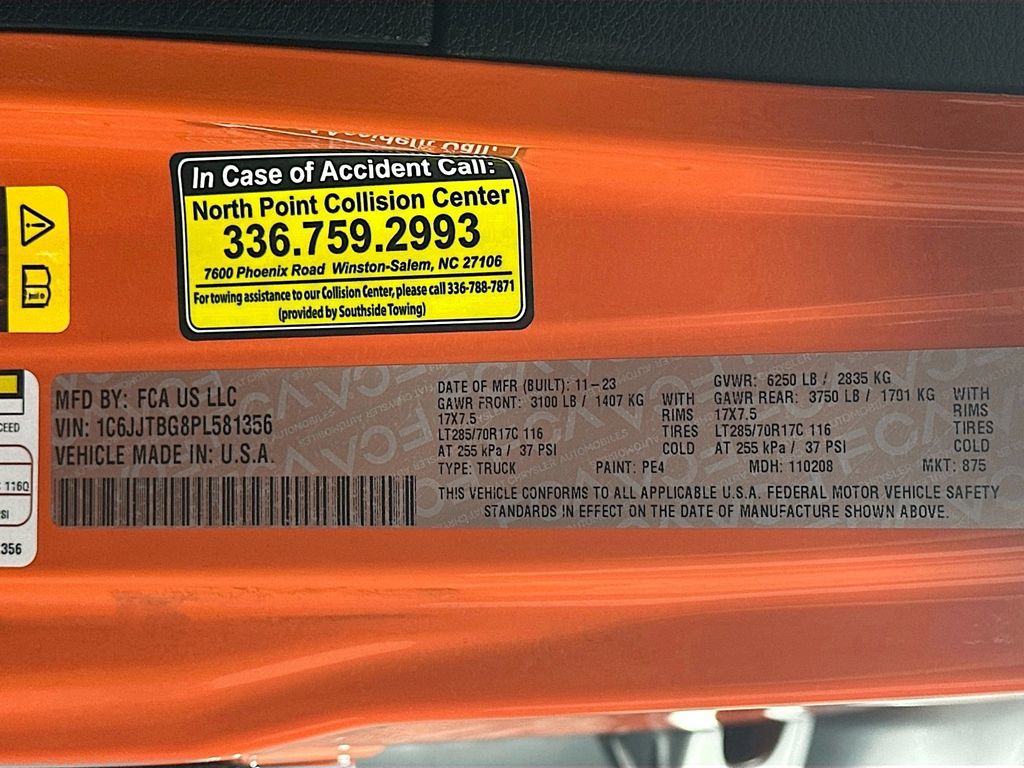 In Case of Accident Call:
North Point Collision Center
336.759.2993
7600 Phoenix Road Winston-Salem, NC 27106
For towing assistance to our Collision Center, please call 336-788-7871
(provided by Southside Towing)
MFD BY: FCA US LLC
VIN: 1C6JJTBG8PL581356
VEHICLE MADE IN: U.S.A.
DATE OF MFR (BUILT): 11-23
GAWR FRONT: 3100 LB / 1407 KG WITH
17X7.5 RIMS
LT285/70R17C 116 TIRES
AT 255 kPa / 37 PSI COLD
TYPE: TRUCK PAINT: PE4
GVWR: 6250 LB / 2835 KG
GAWR REAR: 3750 LB / 1701 KG WITH
17X7.5 RIMS
LT285/70R17C 116 TIRES
AT 255 kPa / 37 PSI COLD
MDH: 110208 MKT: 875
THIS VEHICLE CONFORMS TO ALL APPLICABLE U.S.A. FEDERAL MOTOR VEHICLE SAFETY
STANDARDS IN EFFECT ON THE DATE OF MANUFACTURE SHOWN ABOVE.
CEED
116Q
SI
356